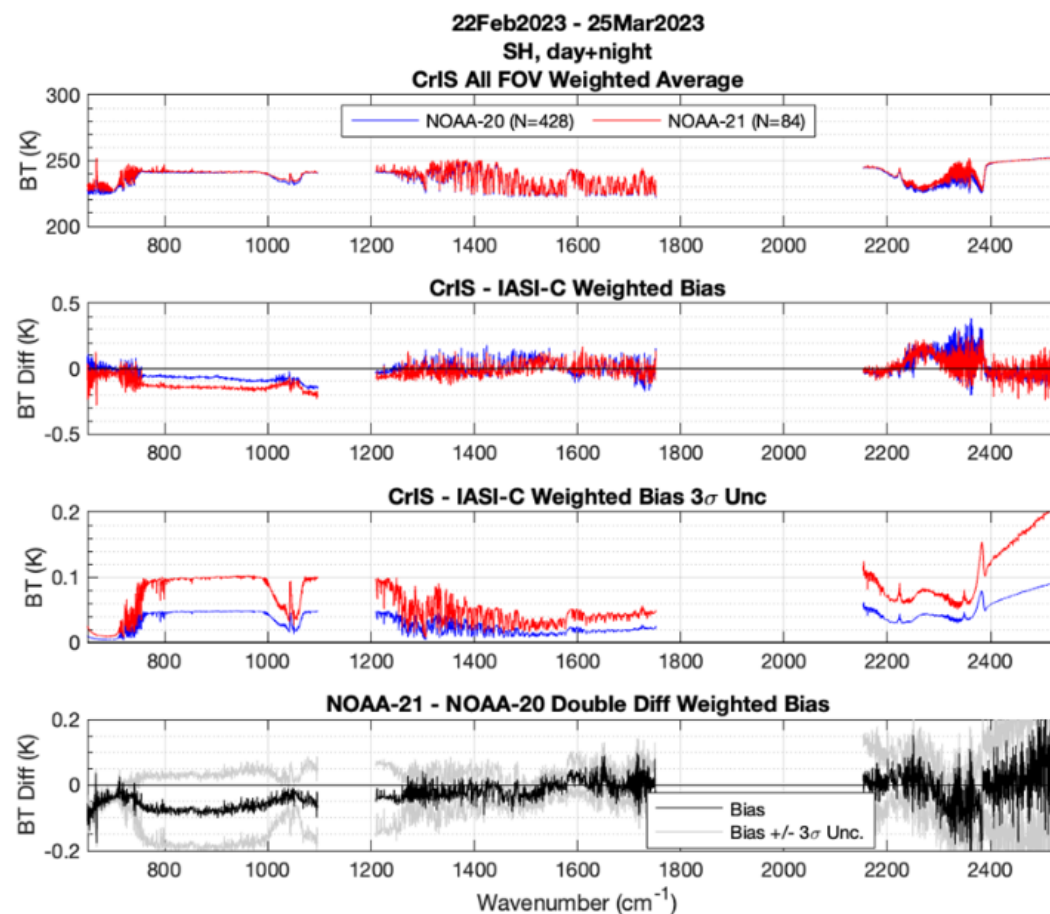 22Feb2023 - 25Mar2023
SH, day+night
CrIS All FOV Weighted Average
300
250
200
BT (K)
NOAA-20 (N=428) NOAA-21 (N=84)
800 1000 1200 1400 1600 1800 2000 2200 2400
CrIS - IASI-C Weighted Bias
0.5
0
-0.5
BT Diff (K)
800 1000 1200 1400 1600 1800 2000 2200 2400
CrIS - IASI-C Weighted Bias 3σ Unc
0.2
0.1
0
BT (K)
800 1000 1200 1400 1600 1800 2000 2200 2400
NOAA-21 - NOAA-20 Double Diff Weighted Bias
0.2
0
-0.2
BT Diff (K)
Bias
Bias +/- 3σ Unc.
800 1000 1200 1400 1600 1800 2000 2200 2400
Wavenumber (cm⁻¹)